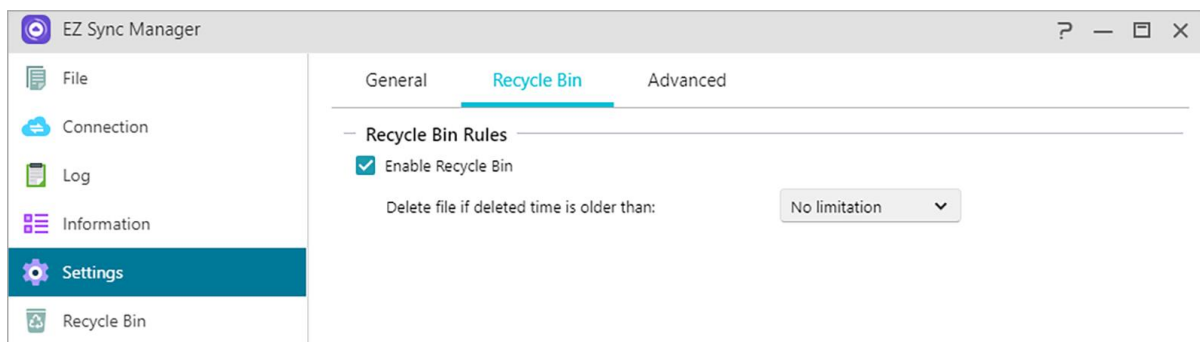 EZ Sync Manager
File
Connection
Log
Information
Settings
Recycle Bin
General Recycle Bin Advanced
Recycle Bin Rules
Enable Recycle Bin
Delete file if deleted time is older than: No limitation